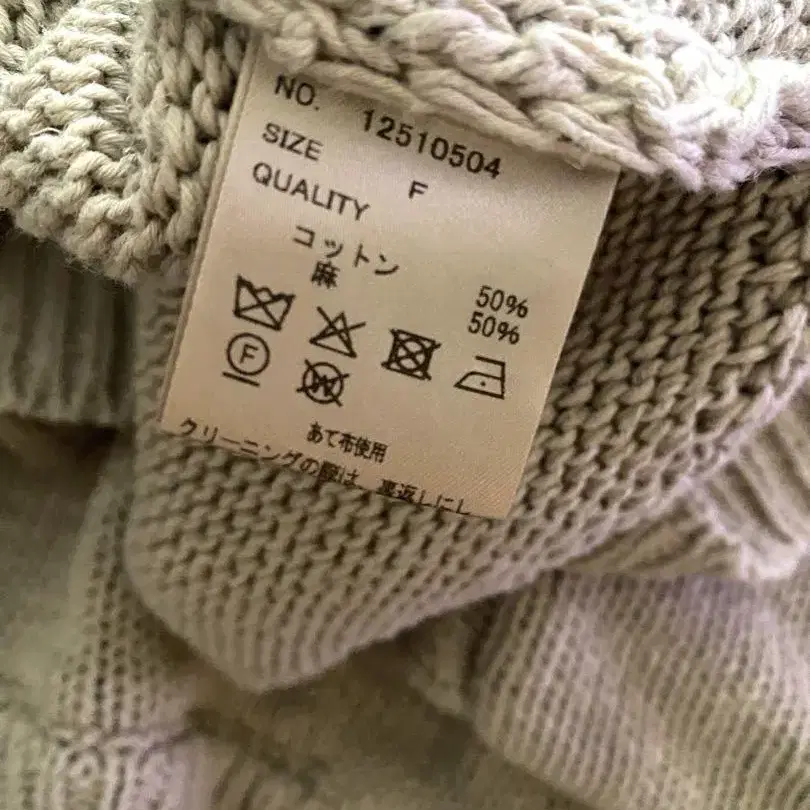 NO. 12510504
SIZE F
QUALITY
コットン 50%
麻 50%
F
W
あて布使用
クリーニングの際は、裏返しにし